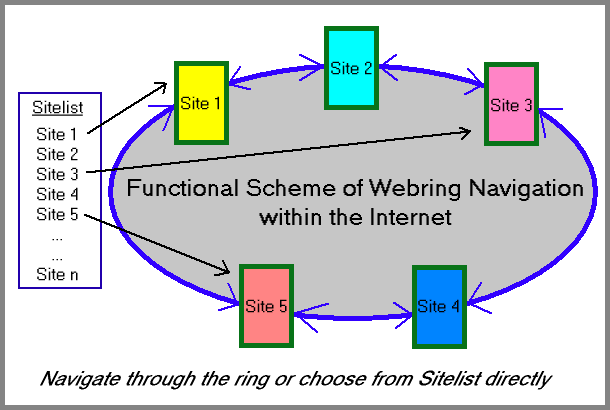 Sitelist
Site 1
Site 2
Site 3
Site 4
Site 5
...
...
Site n
Site 1
Site 2
Site 3
Functional Scheme of Webring Navigation
within the Internet
Site 5
Site 4
Navigate through the ring or choose from Sitelist directly